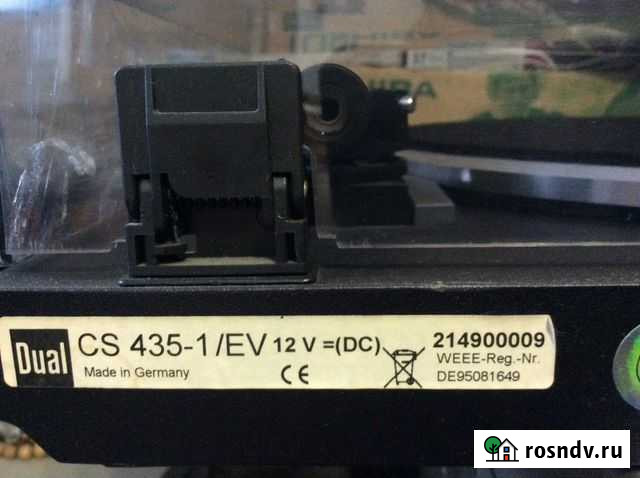 Dual
CS 435-1/EV 12 V =(DC)
Made in Germany
CE
214900009
WEEE-Reg.-Nr.
DE95081649
rosndv.ru